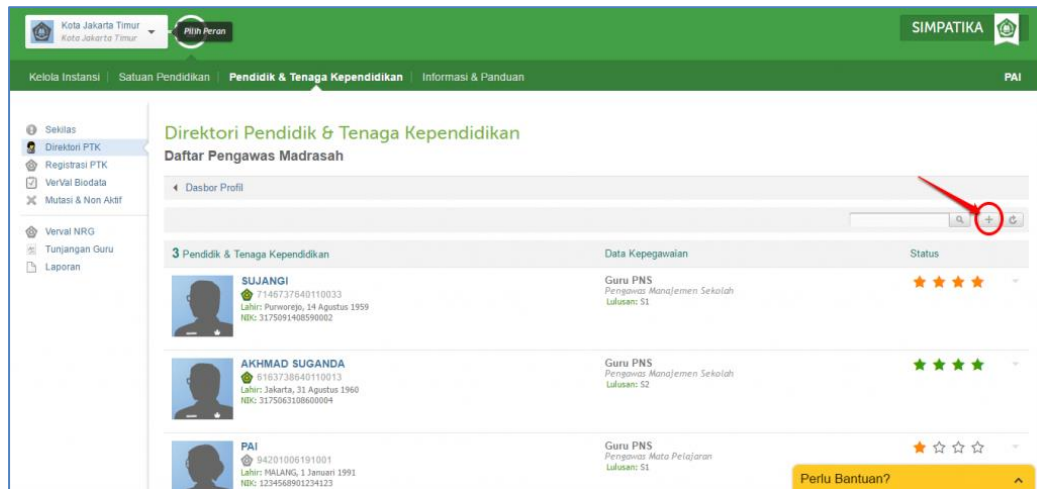 Kota Jakarta Timur
Kota Jakarta Timur
Pilih Peran
SIMPATIKA
Kelola Instansi | Satuan Pendidikan | Pendidik & Tenaga Kependidikan | Informasi & Panduan
PAI
Sekilas
Direktori PTK
Registrasi PTK
VerVal Biodata
Mutasi & Non Aktif
Verval NRG
Tunjangan Guru
Laporan
Direktori Pendidik & Tenaga Kependidikan
Daftar Pengawas Madrasah
Dasbor Profil
3 Pendidik & Tenaga Kependidikan Data Kepegawaian Status
SUJANGI
7146737640110033
Lahir: Purworejo, 14 Agustus 1959
NIK: 3175091408590002
Guru PNS
Pengawas Manajemen Sekolah
Lulusan: S1
AKHMAD SUGANDA
6163738640110013
Lahir: Jakarta, 31 Agustus 1960
NIK: 3175063108600004
Guru PNS
Pengawas Manajemen Sekolah
Lulusan: S2
PAI
94201006191001
Lahir: MALANG, 1 Januari 1991
NIK: 1234568901234123
Guru PNS
Pengawas Mata Pelajaran
Lulusan: S1
Perlu Bantuan?